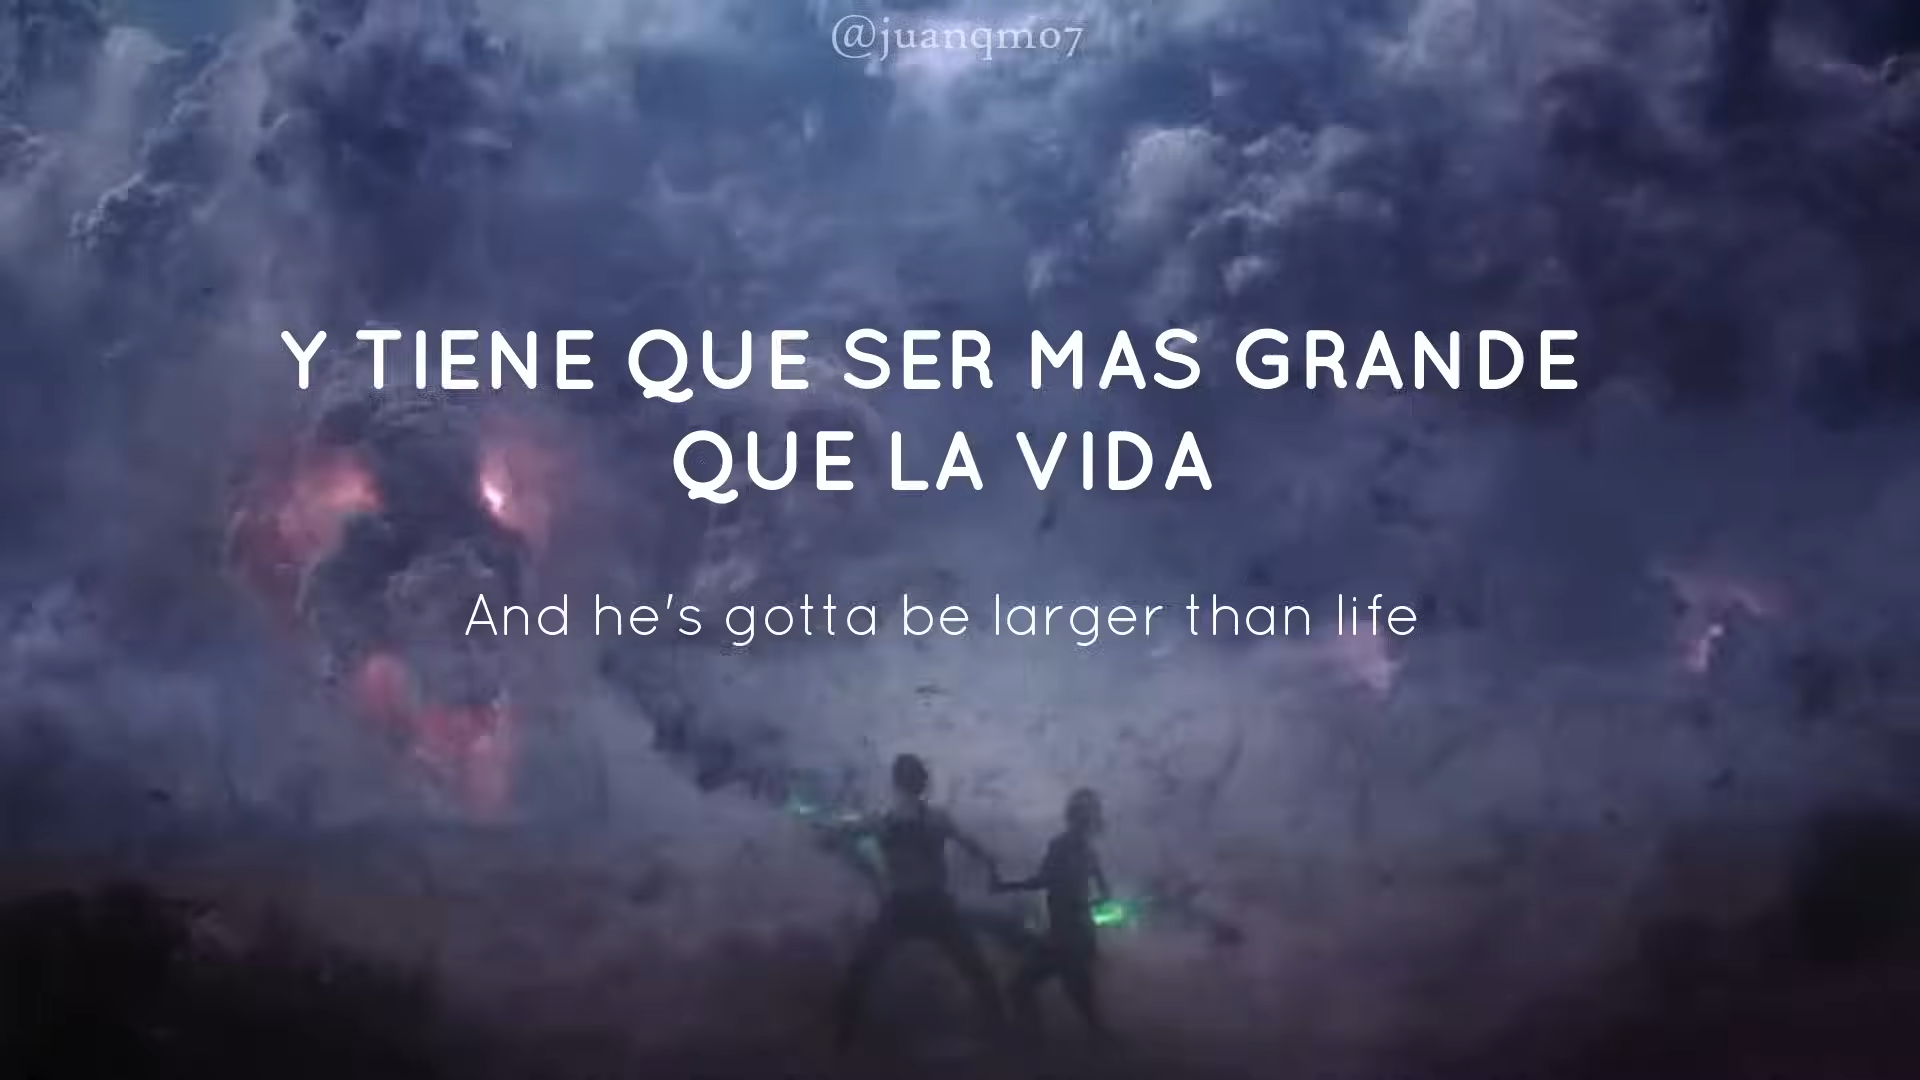 @juanqm07
Y TIENE QUE SER MAS GRANDE
QUE LA VIDA
And he's gotta be larger than life